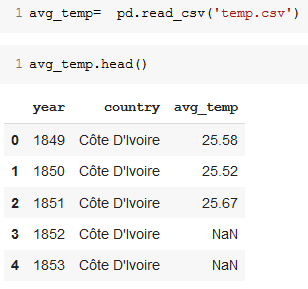 1 avg_temp=  pd.read_csv('temp.csv')
1 avg_temp.head()
year country avg_temp
0 1849 Côte D'Ivoire 25.58
1 1850 Côte D'Ivoire 25.52
2 1851 Côte D'Ivoire 25.67
3 1852 Côte D'Ivoire NaN
4 1853 Côte D'Ivoire NaN